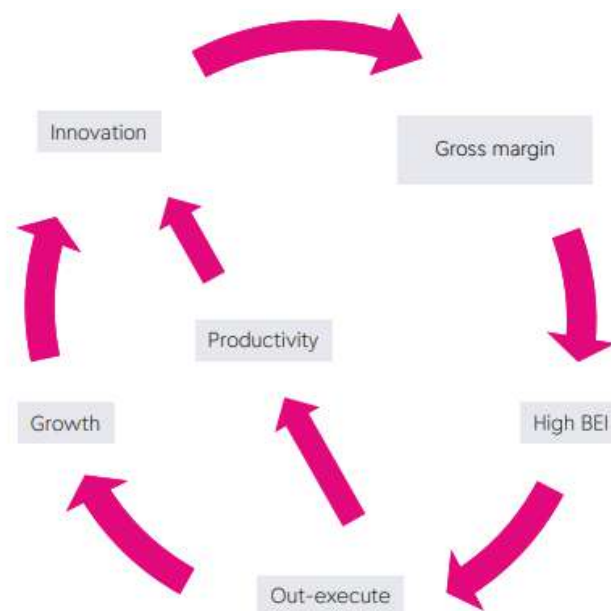 Innovation
Gross margin
Productivity
Growth
High BEI
Out-execute